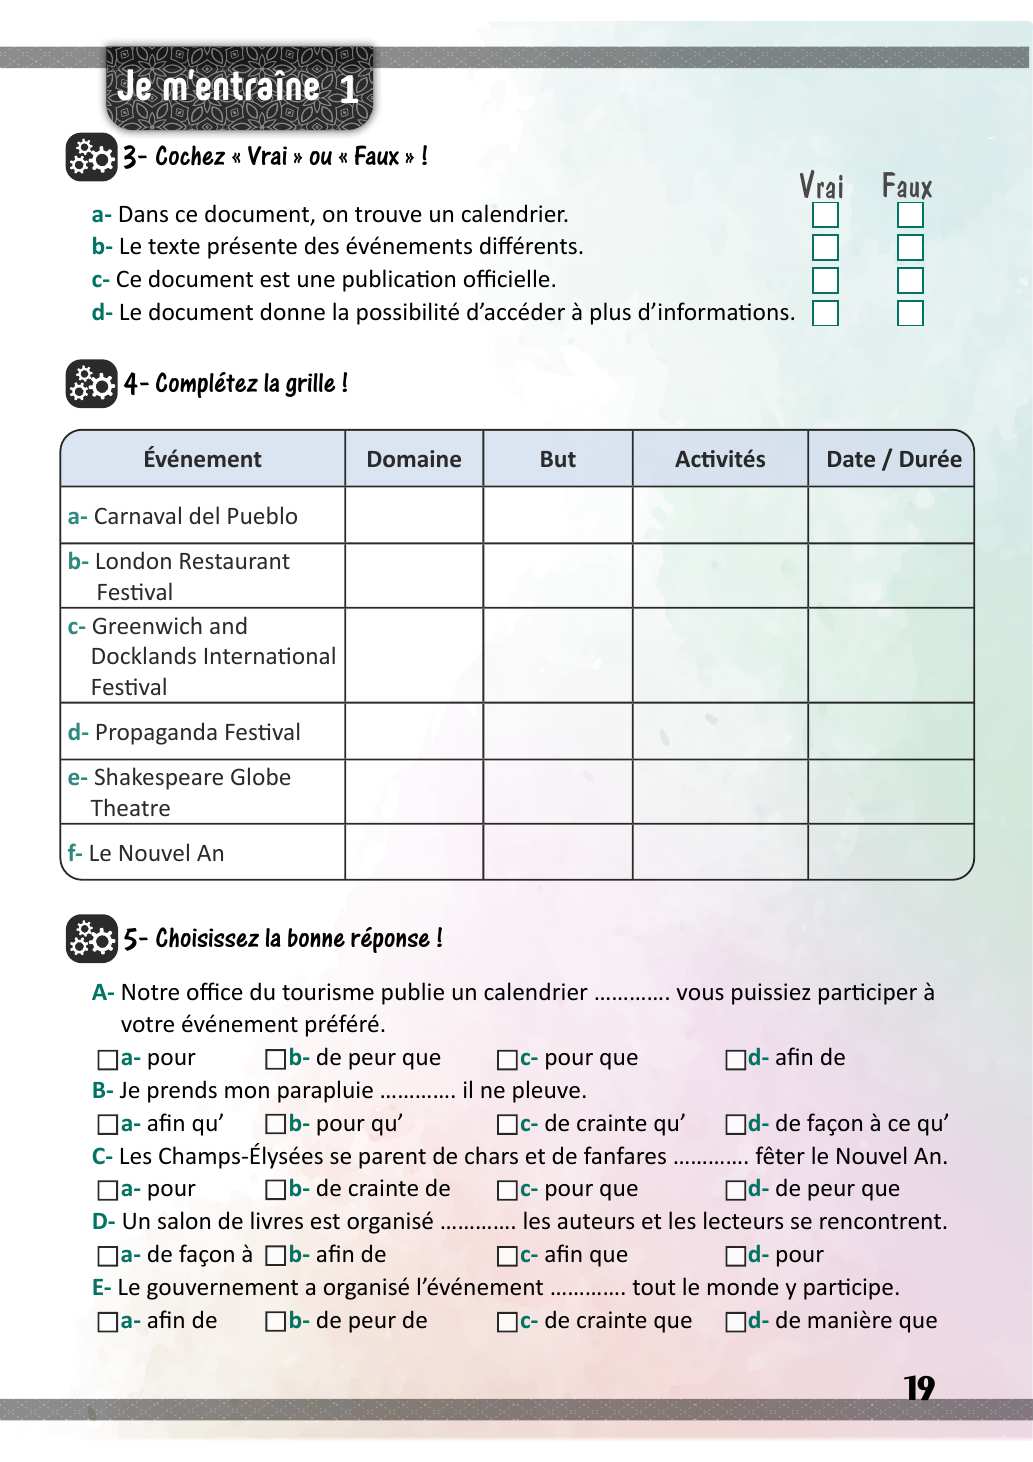 Je m'entraîne 1
3- Cochez « Vrai » ou « Faux » !
Vrai Faux
a- Dans ce document, on trouve un calendrier.
b- Le texte présente des événements différents.
c- Ce document est une publication officielle.
d- Le document donne la possibilité d’accéder à plus d’informations.
4- Complétez la grille !
Événement Domaine But Activités Date / Durée
a- Carnaval del Pueblo
b- London Restaurant
Festival
c- Greenwich and
Docklands International
Festival
d- Propaganda Festival
e- Shakespeare Globe
Theatre
f- Le Nouvel An
5- Choisissez la bonne réponse !
A- Notre office du tourisme publie un calendrier ............. vous puissiez participer à
votre événement préféré.
a- pour b- de peur que c- pour que d- afin de
B- Je prends mon parapluie ............. il ne pleuve.
a- afin qu’ b- pour qu’ c- de crainte qu’ d- de façon à ce qu’
C- Les Champs-Élysées se parent de chars et de fanfares ............. fêter le Nouvel An.
a- pour b- de crainte de c- pour que d- de peur que
D- Un salon de livres est organisé ............. les auteurs et les lecteurs se rencontrent.
a- de façon à b- afin de c- afin que d- pour
E- Le gouvernement a organisé l’événement ............. tout le monde y participe.
a- afin de b- de peur de c- de crainte que d- de manière que
19